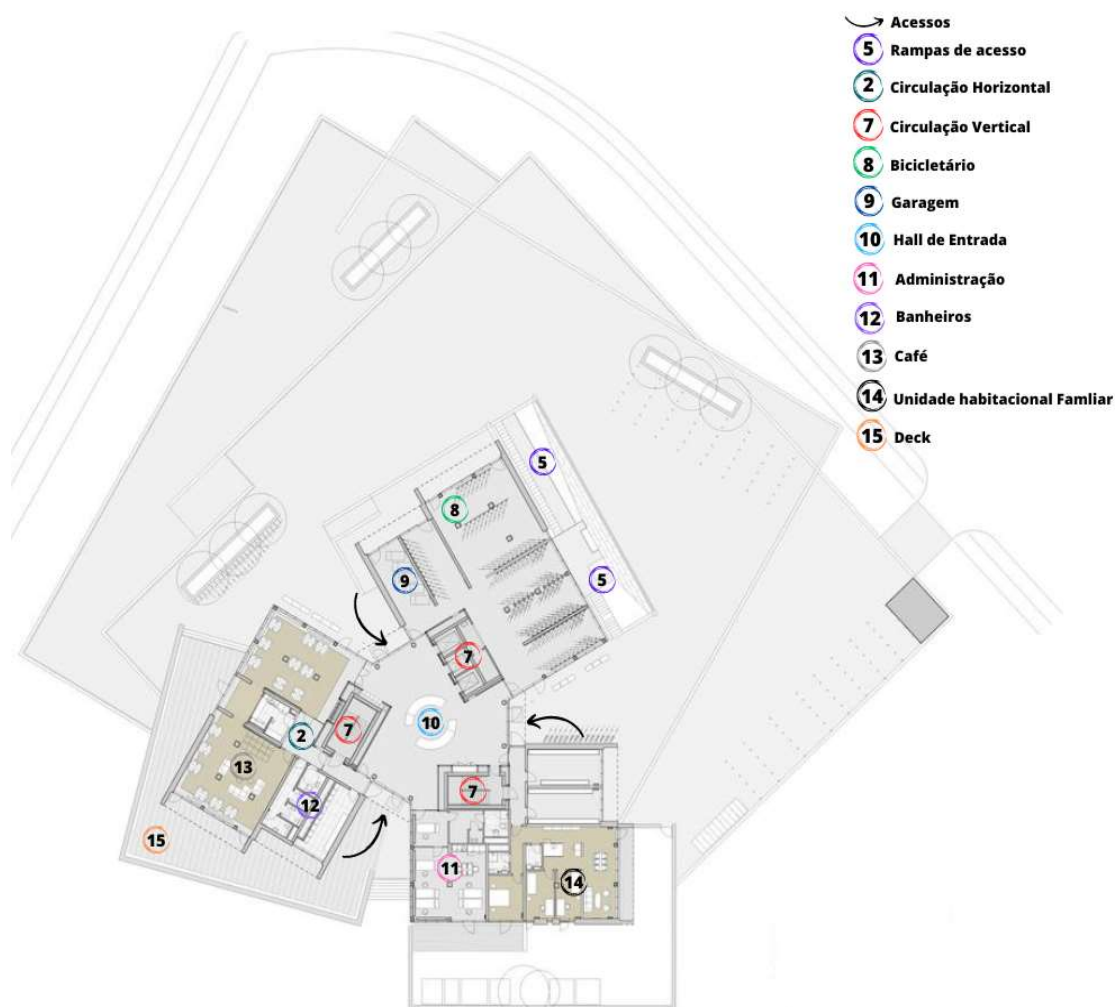 Acessos
5 Rampas de acesso
2 Circulação Horizontal
7 Circulação Vertical
8 Bicicletário
9 Garagem
10 Hall de Entrada
11 Administração
12 Banheiros
13 Café
14 Unidade habitacional Famliar
15 Deck
5
8
9
5
7
10
7
2
13
7
12
15
11
14